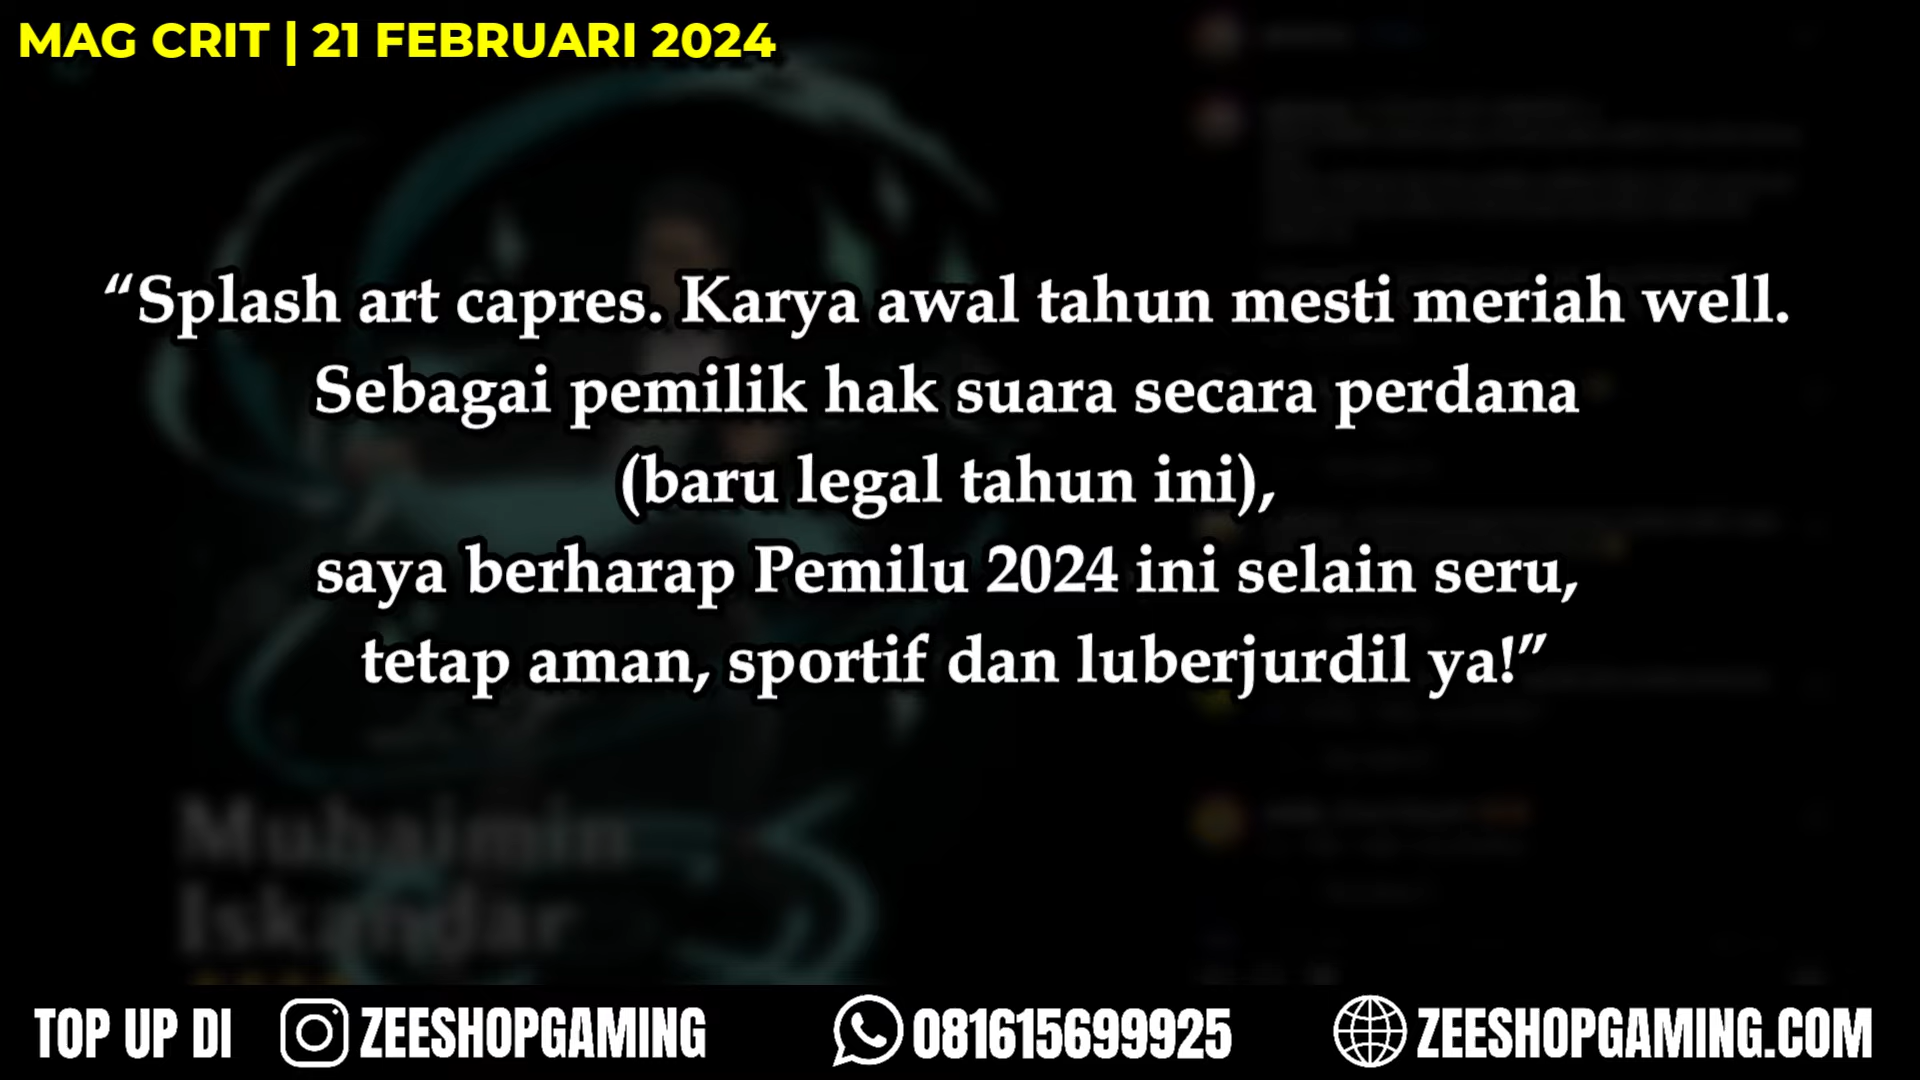 MAG CRIT | 21 FEBRUARI 2024
“Splash art capres. Karya awal tahun mesti meriah well.
Sebagai pemilik hak suara secara perdana
(baru legal tahun ini),
saya berharap Pemilu 2024 ini selain seru,
tetap aman, sportif dan luberjurdil ya!”
Muhaimin
Iskandar
TOP UP DI ZEESHOPGAMING 081615699925 ZEESHOPGAMING.COM